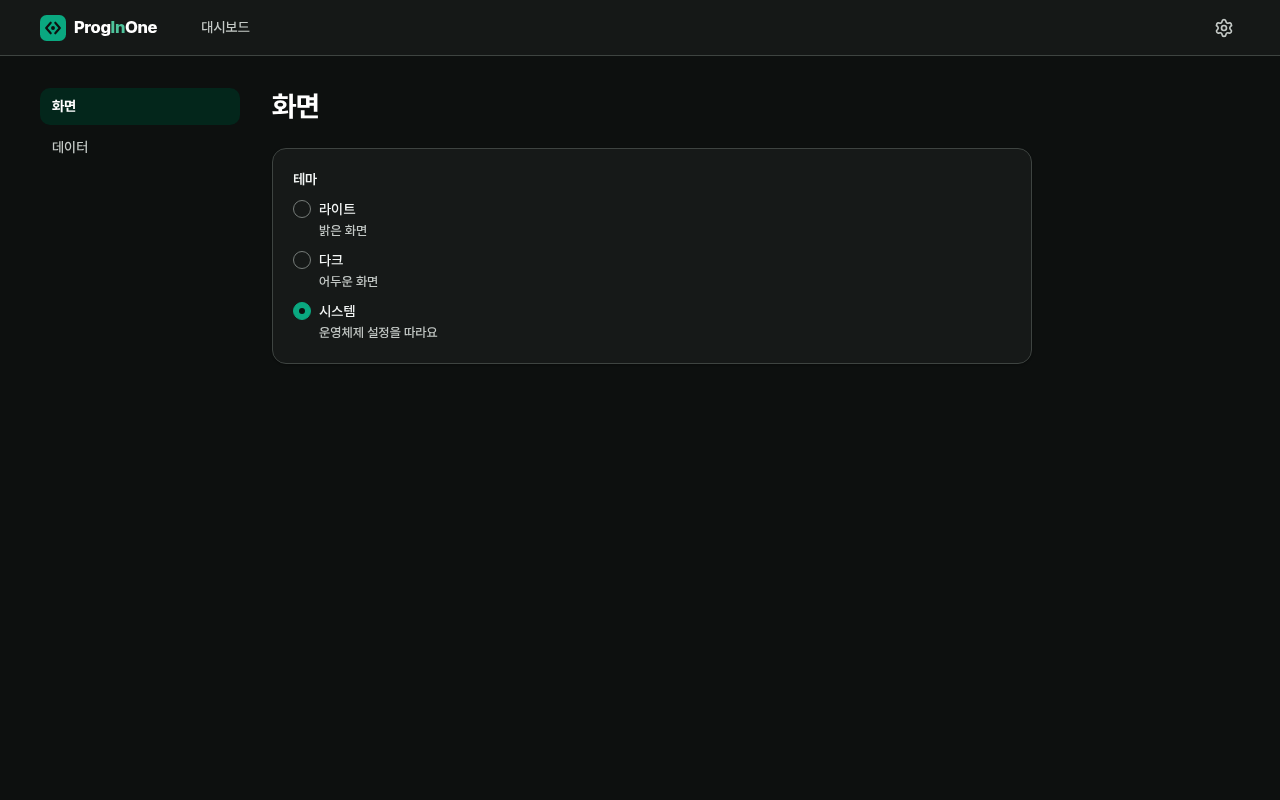 ProgInOne
대시보드
화면
데이터
화면
테마
라이트
밝은 화면
다크
어두운 화면
시스템
운영체제 설정을 따라요